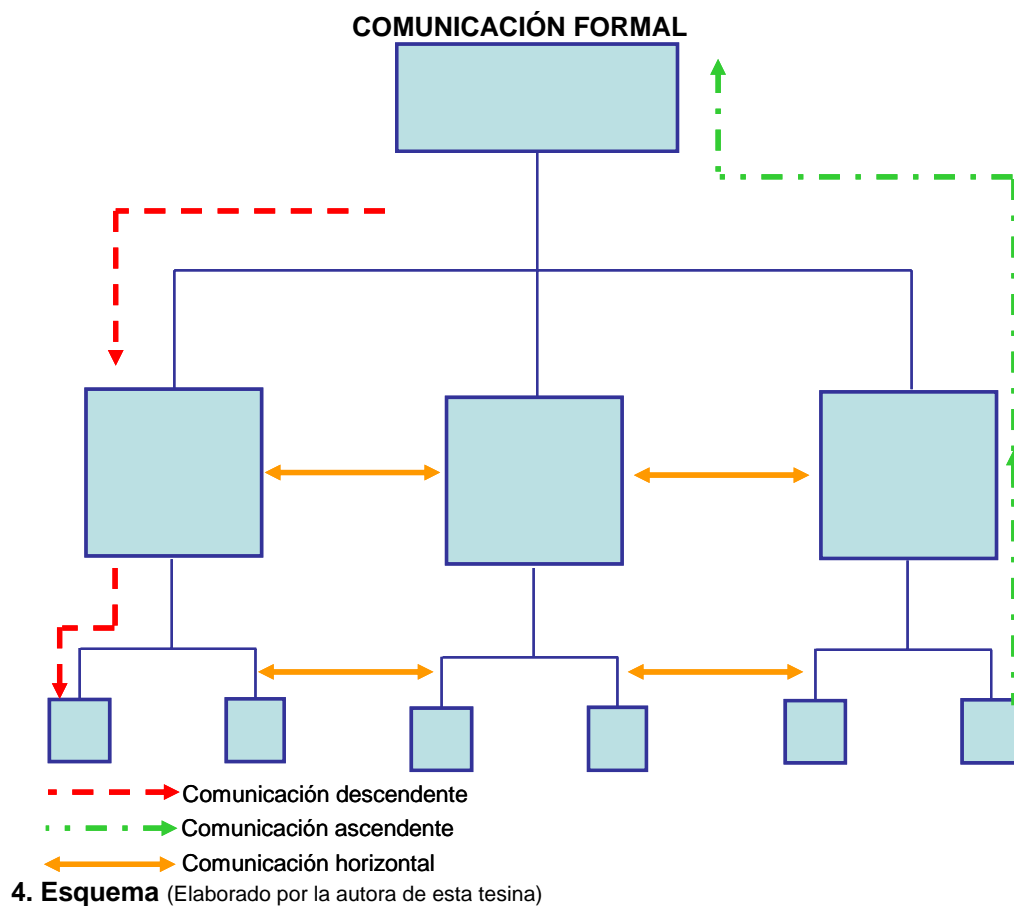 COMUNICACIÓN FORMAL
Comunicación descendente
Comunicación ascendente
Comunicación horizontal
4. Esquema (Elaborado por la autora de esta tesina)